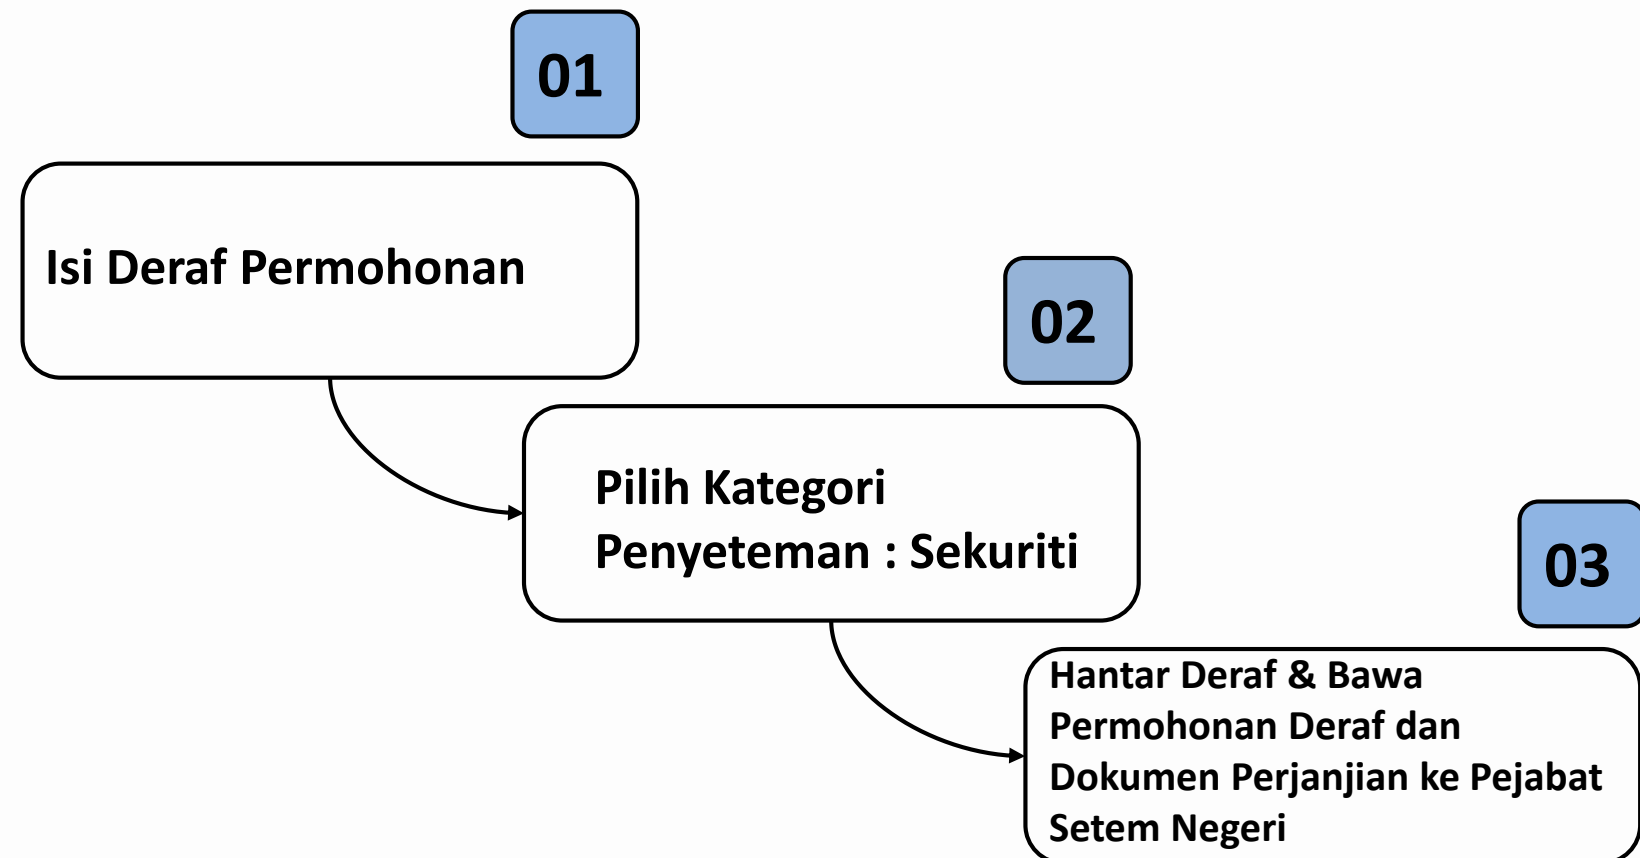 01
Isi Deraf Permohonan
02
Pilih Kategori
Penyeteman : Sekuriti
03
Hantar Deraf & Bawa
Permohonan Deraf dan
Dokumen Perjanjian ke Pejabat
Setem Negeri